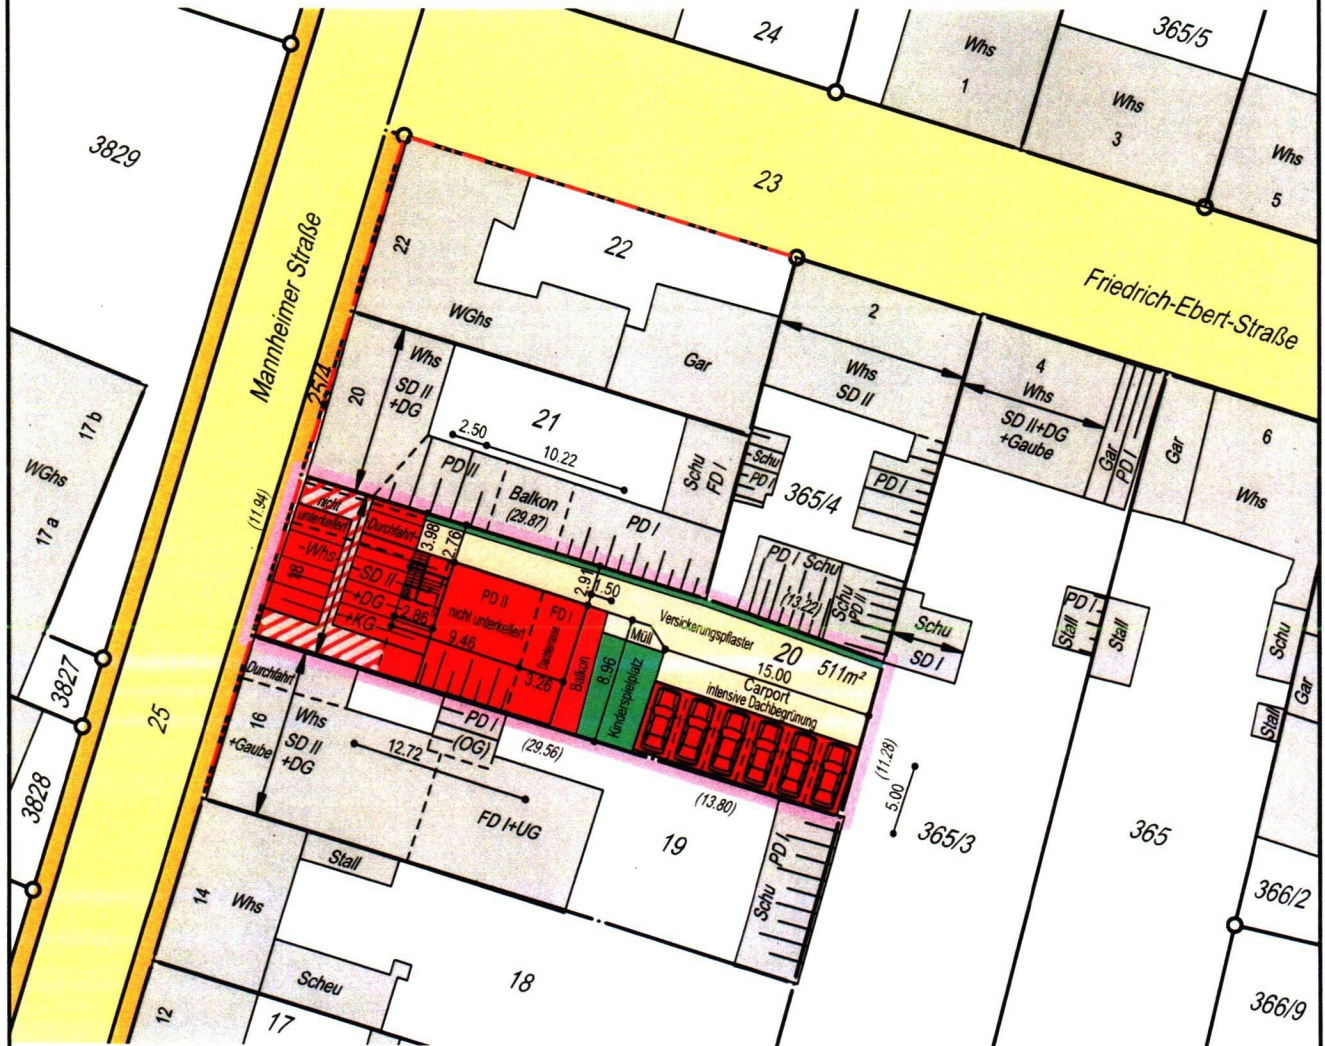 24
365/5
Whs
1
Whs
3
Whs
5
3829
23
22
22
Friedrich-Ebert-Straße
Mannheimer Straße
25/4
WGhs
Gar
2
Whs
SD II
4
Whs
SD II+DG
+Gaube
Gar
PD I
Gar
6
Whs
20
Whs
SD II
+DG
21
2.50
10.22
PD II
Balkon
(29.87)
PD I
Schu
FD I
Schu
PD I
365/4
PD I
17b
WGhs
17a
(11.94)
nicht
unterkellert
Durchfahrt
3.98
2.76
Whs
18
SD II
+DG
+KG
2.86
9.46
PD II
nicht unterkellert
FD I
Dachterrasse
3.26
Balkon
2.91
1.50
Müll
8.96
Kinderspielplatz
Versickerungspflaster
20
511m²
15.00
Carport
intensive Dachbegrünung
PD I Schu
(13.22)
Schu
PD II
Schu
SD I
PD I
Stall
Stall
Schu
Gar
Stall
3827
25
3828
Durchfahrt
16
+Gaube
Whs
SD II
+DG
PD I
(OG)
12.72
(29.56)
FD I+UG
(13.80)
(11.28)
5.00
365/3
365
19
Schu
PD I
366/2
Stall
14
Whs
18
Scheu
12
17
366/9